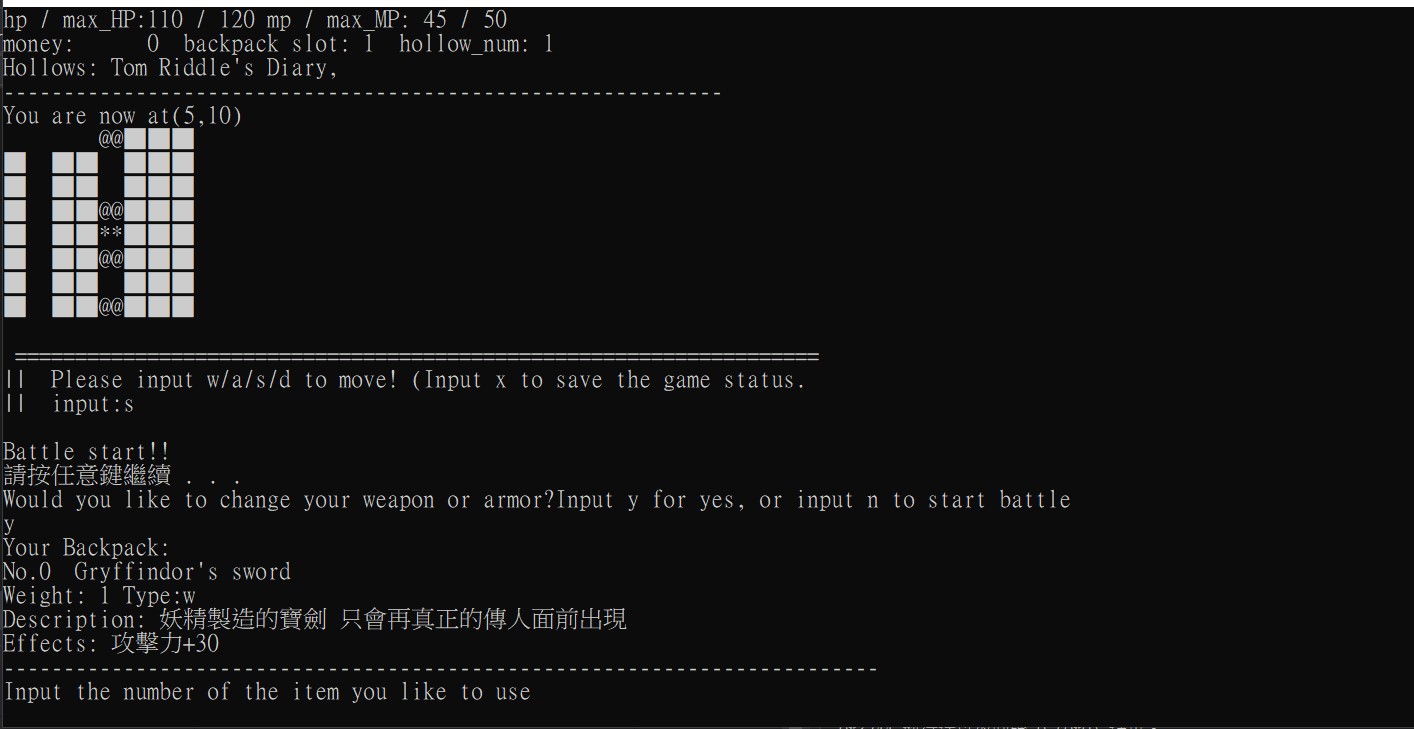 hp / max_HP:110 / 120 mp / max_MP: 45 / 50
money:      0  backpack slot: 1  hollow_num: 1
Hollows: Tom Riddle's Diary,
------------------------------------------------------------
You are now at(5,10)
@@
@@
**
@@
@@
===================================================================
||  Please input w/a/s/d to move! (Input x to save the game status.
||  input:s
Battle start!!
請按任意鍵繼續 . . .
Would you like to change your weapon or armor?Input y for yes, or input n to start battle
y
Your Backpack:
No.0  Gryffindor's sword
Weight: 1 Type:w
Description: 妖精製造的寶劍 只會再真正的傳人面前出現
Effects: 攻擊力+30
-------------------------------------------------------------------------
Input the number of the item you like to use